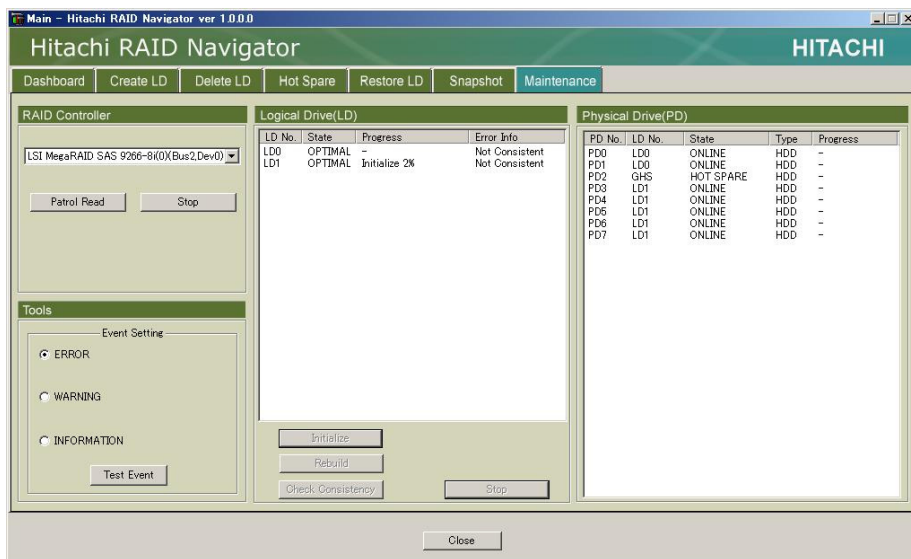 Main - Hitachi RAID Navigator ver 1.0.0.0
Hitachi RAID Navigator
HITACHI
Dashboard Create LD Delete LD Hot Spare Restore LD Snapshot Maintenance
RAID Controller
LSI MegaRAID SAS 9266-8i(0)(Bus2,Dev0)
Patrol Read Stop
Tools
Event Setting
ERROR
WARNING
INFORMATION
Test Event
Logical Drive(LD)
LD No. State Progress Error Info
LD0 OPTIMAL - Not Consistent
LD1 OPTIMAL Initialize 2% Not Consistent
Initialize
Rebuild
Check Consistency Stop
Physical Drive(PD)
PD No. LD No. State Type Progress
PD0 LD0 ONLINE HDD -
PD1 LD0 ONLINE HDD -
PD2 GHS HOT SPARE HDD -
PD3 LD1 ONLINE HDD -
PD4 LD1 ONLINE HDD -
PD5 LD1 ONLINE HDD -
PD6 LD1 ONLINE HDD -
PD7 LD1 ONLINE HDD -
Close